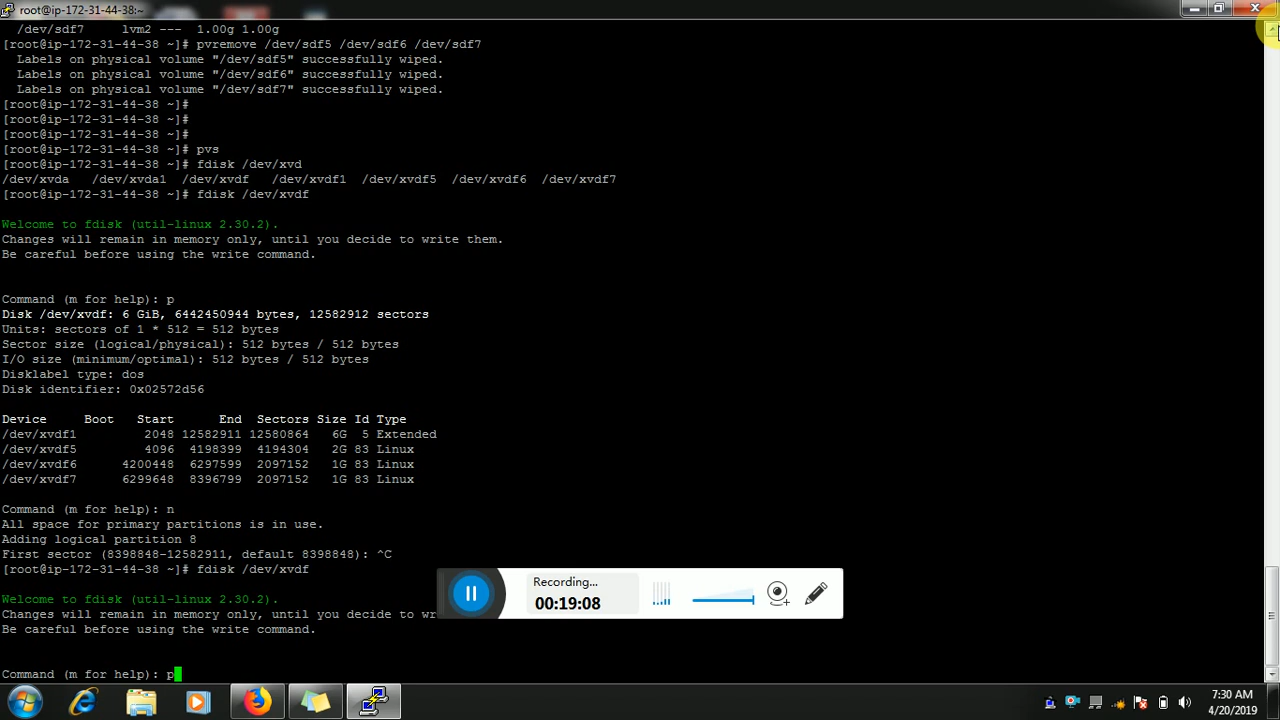 root@ip-172-31-44-38:~
/dev/sdf7 lvm2 --- 1.00g 1.00g
[root@ip-172-31-44-38 ~]# pvremove /dev/sdf5 /dev/sdf6 /dev/sdf7
Labels on physical volume "/dev/sdf5" successfully wiped.
Labels on physical volume "/dev/sdf6" successfully wiped.
Labels on physical volume "/dev/sdf7" successfully wiped.
[root@ip-172-31-44-38 ~]#
[root@ip-172-31-44-38 ~]#
[root@ip-172-31-44-38 ~]#
[root@ip-172-31-44-38 ~]# pvs
[root@ip-172-31-44-38 ~]# fdisk /dev/xvd
/dev/xvda /dev/xvda1 /dev/xvdf /dev/xvdf1 /dev/xvdf5 /dev/xvdf6 /dev/xvdf7
[root@ip-172-31-44-38 ~]# fdisk /dev/xvdf
Welcome to fdisk (util-linux 2.30.2).
Changes will remain in memory only, until you decide to write them.
Be careful before using the write command.
Command (m for help): p
Disk /dev/xvdf: 6 GiB, 6442450944 bytes, 12582912 sectors
Units: sectors of 1 * 512 = 512 bytes
Sector size (logical/physical): 512 bytes / 512 bytes
I/O size (minimum/optimal): 512 bytes / 512 bytes
Disklabel type: dos
Disk identifier: 0x02572d56
Device Boot Start End Sectors Size Id Type
/dev/xvdf1 2048 12582911 12580864 6G 5 Extended
/dev/xvdf5 4096 4198399 4194304 2G 83 Linux
/dev/xvdf6 4200448 6297599 2097152 1G 83 Linux
/dev/xvdf7 6299648 8396799 2097152 1G 83 Linux
Command (m for help): n
All space for primary partitions is in use.
Adding logical partition 8
First sector (8398848-12582911, default 8398848): ^C
[root@ip-172-31-44-38 ~]# fdisk /dev/xvdf
Welcome to fdisk (util-linux 2.30.2).
Changes will remain in memory only, until you decide to w
Be careful before using the write command.
Command (m for help): p
Recording...
00:19:08
7:30 AM
4/20/2019